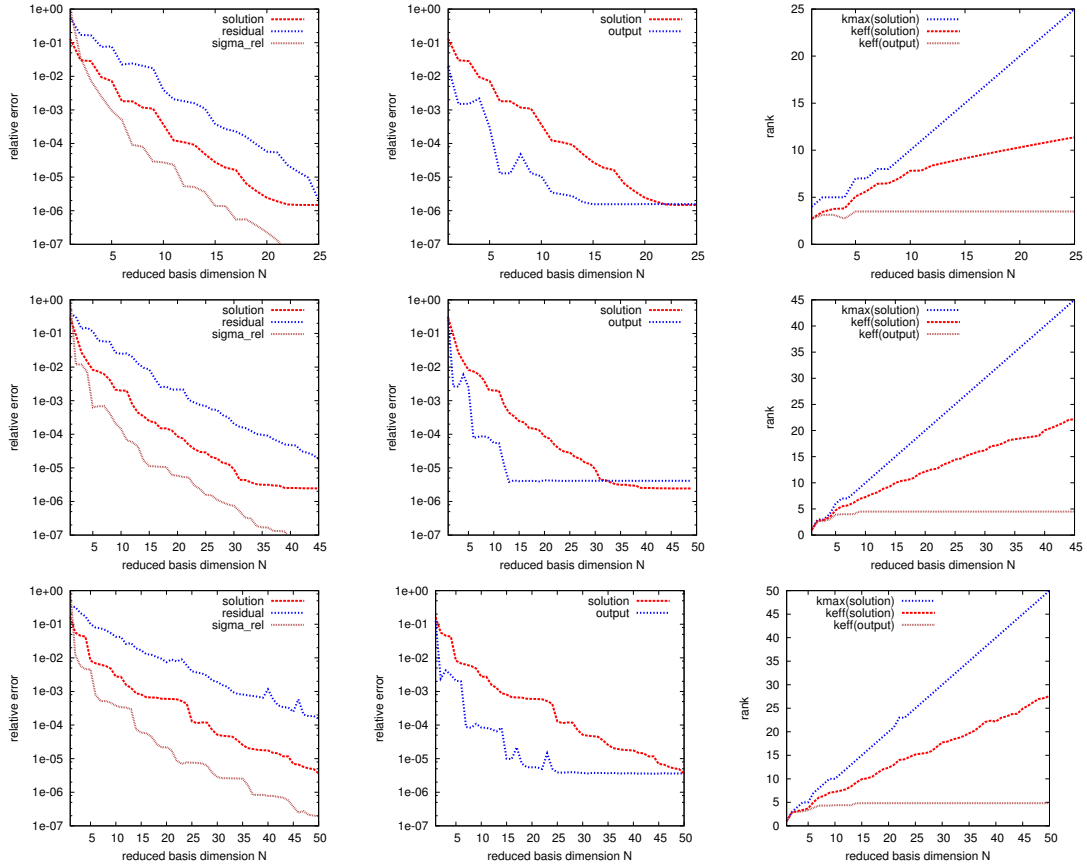 1e+00
1e-01
1e-02
1e-03
1e-04
1e-05
1e-06
1e-07
relative error
solution
residual
sigma_rel
5 10 15 20 25
reduced basis dimension N
1e+00
1e-01
1e-02
1e-03
1e-04
1e-05
1e-06
1e-07
relative error
solution
output
5 10 15 20 25
reduced basis dimension N
25
20
15
10
5
0
rank
kmax(solution)
keff(solution)
keff(output)
5 10 15 20 25
reduced basis dimension N
1e+00
1e-01
1e-02
1e-03
1e-04
1e-05
1e-06
1e-07
relative error
solution
residual
sigma_rel
5 10 15 20 25 30 35 40 45
reduced basis dimension N
1e+00
1e-01
1e-02
1e-03
1e-04
1e-05
1e-06
1e-07
relative error
solution
output
5 10 15 20 25 30 35 40 45 50
reduced basis dimension N
45
40
35
30
25
20
15
10
5
0
rank
kmax(solution)
keff(solution)
keff(output)
5 10 15 20 25 30 35 40 45
reduced basis dimension N
1e+00
1e-01
1e-02
1e-03
1e-04
1e-05
1e-06
1e-07
relative error
solution
residual
sigma_rel
5 10 15 20 25 30 35 40 45 50
reduced basis dimension N
1e+00
1e-01
1e-02
1e-03
1e-04
1e-05
1e-06
1e-07
relative error
solution
output
5 10 15 20 25 30 35 40 45 50
reduced basis dimension N
50
45
40
35
30
25
20
15
10
5
0
rank
kmax(solution)
keff(solution)
keff(output)
5 10 15 20 25 30 35 40 45 50
reduced basis dimension N